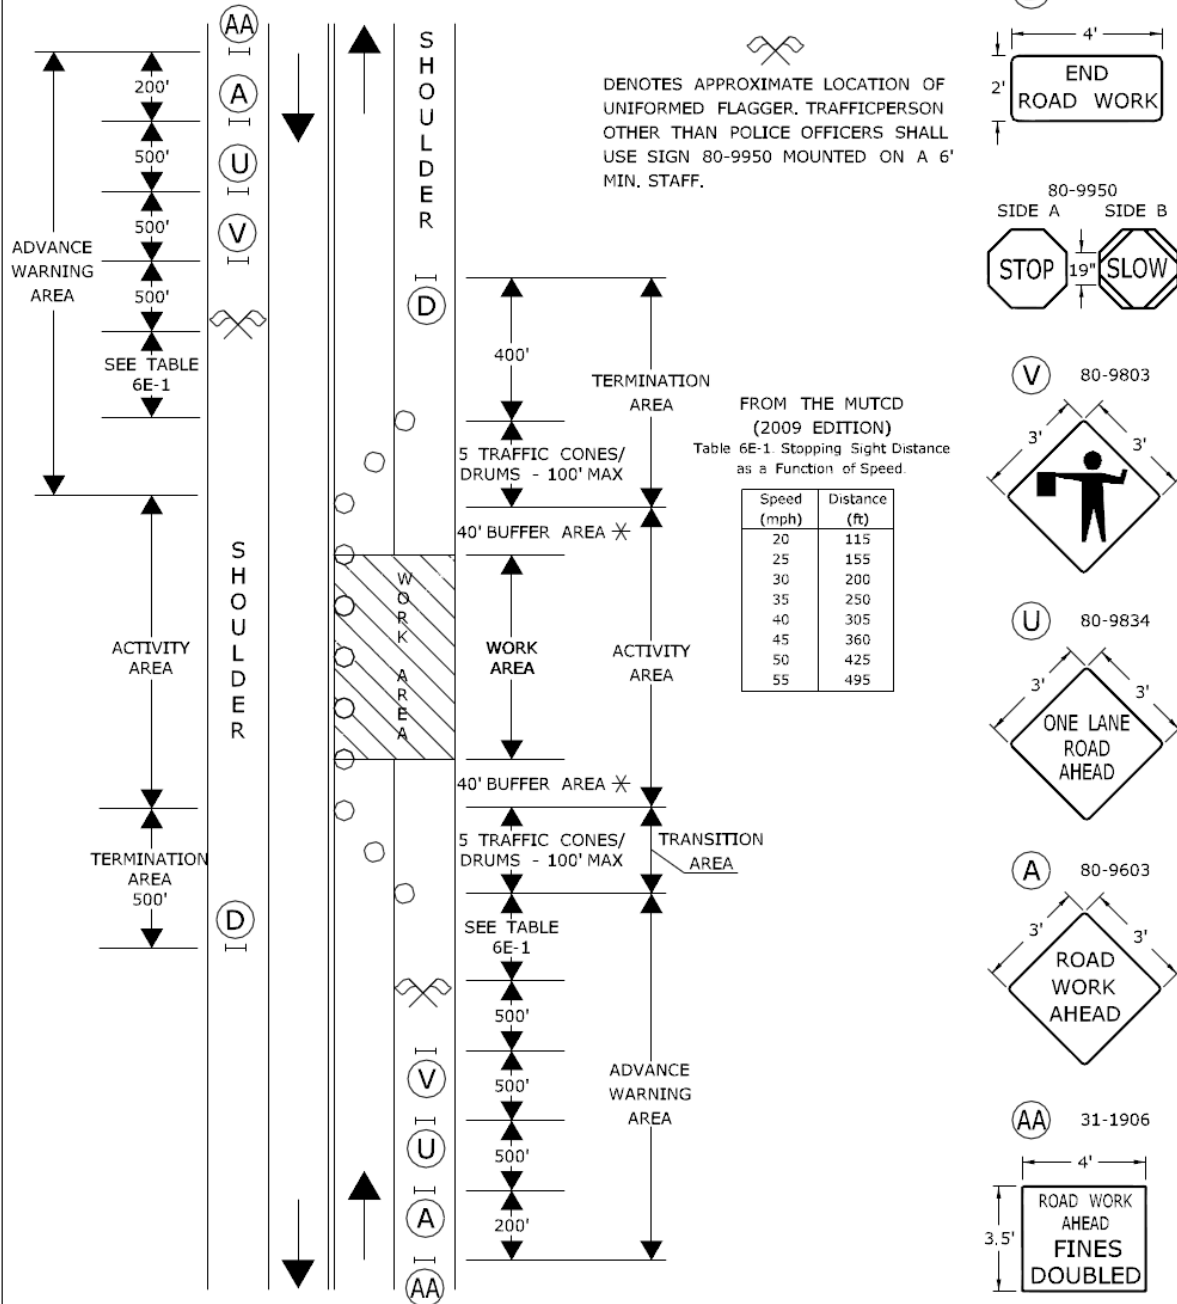 AA
200'
A
500'
U
500'
V
500'
ADVANCE
WARNING
AREA
SEE TABLE
6E-1
ACTIVITY
AREA
TERMINATION
AREA
500'
D
SHOULDER
SHOULDER
D
400'
TERMINATION
AREA
5 TRAFFIC CONES/
DRUMS - 100' MAX
40' BUFFER AREA *
WORK AREA
WORK
AREA
ACTIVITY
AREA
40' BUFFER AREA *
5 TRAFFIC CONES/
DRUMS - 100' MAX
TRANSITION
AREA
SEE TABLE
6E-1
500'
V
500'
U
500'
A
200'
AA
ADVANCE
WARNING
AREA
DENOTES APPROXIMATE LOCATION OF
UNIFORMED FLAGGER. TRAFFICPERSON
OTHER THAN POLICE OFFICERS SHALL
USE SIGN 80-9950 MOUNTED ON A 6'
MIN. STAFF.
FROM THE MUTCD
(2009 EDITION)
Table 6E-1. Stopping Sight Distance
as a Function of Speed.
Speed Distance
(mph) (ft)
20 115
25 155
30 200
35 250
40 305
45 360
50 425
55 495
4'
2'
END
ROAD WORK
80-9950
SIDE A SIDE B
STOP 19" SLOW
V 80-9803
3' 3'
U 80-9834
3' 3'
ONE LANE
ROAD
AHEAD
A 80-9603
3' 3'
ROAD
WORK
AHEAD
AA 31-1906
4'
3.5'
ROAD WORK
AHEAD
FINES
DOUBLED